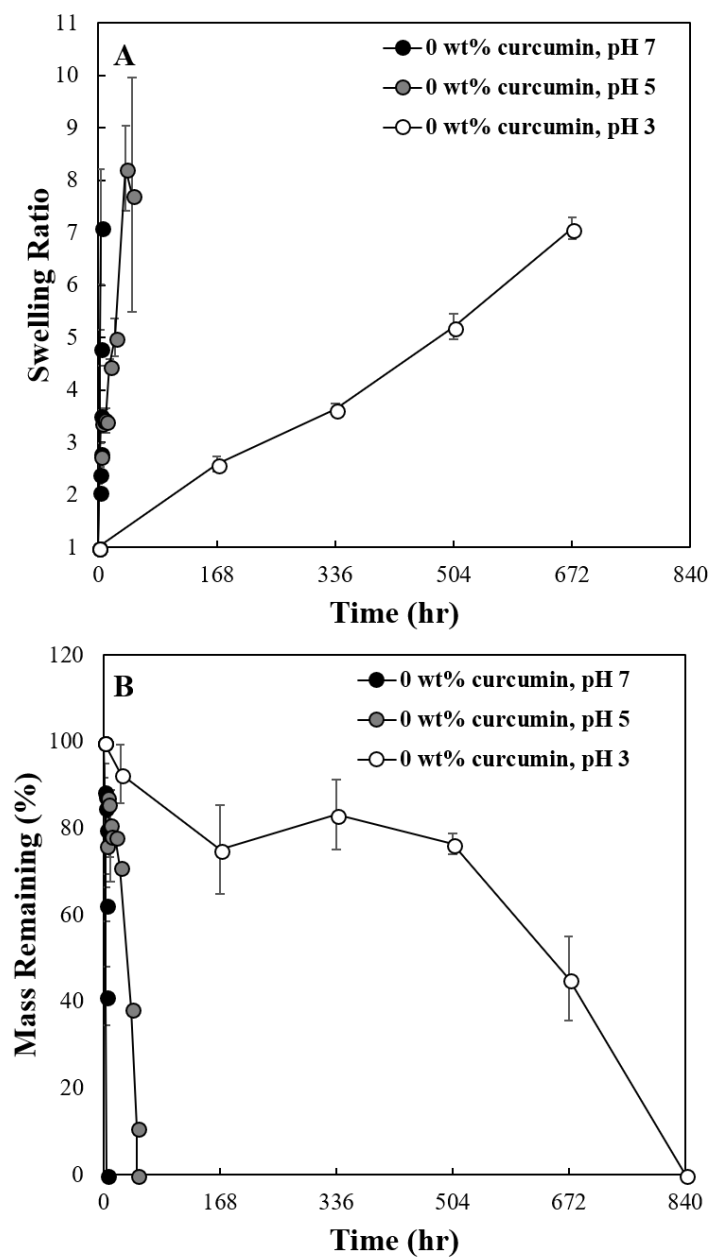 A
0 wt% curcumin, pH 7
0 wt% curcumin, pH 5
0 wt% curcumin, pH 3
Swelling Ratio
11
10
9
8
7
6
5
4
3
2
1
0 168 336 504 672 840
Time (hr)
B
0 wt% curcumin, pH 7
0 wt% curcumin, pH 5
0 wt% curcumin, pH 3
Mass Remaining (%)
120
100
80
60
40
20
0
0 168 336 504 672 840
Time (hr)